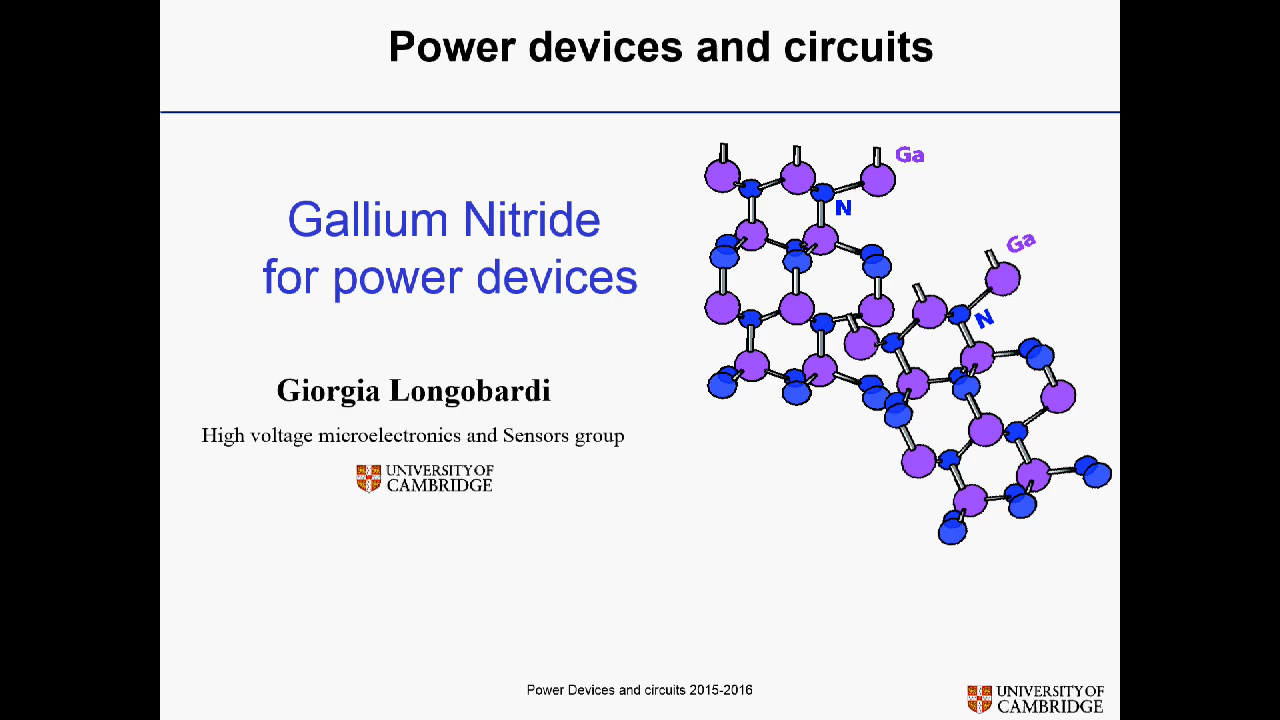 Power devices and circuits
Gallium Nitride
for power devices
Giorgia Longobardi
High voltage microelectronics and Sensors group
UNIVERSITY OF
CAMBRIDGE
Ga
N
Ga
N
Power Devices and circuits 2015-2016
UNIVERSITY OF
CAMBRIDGE